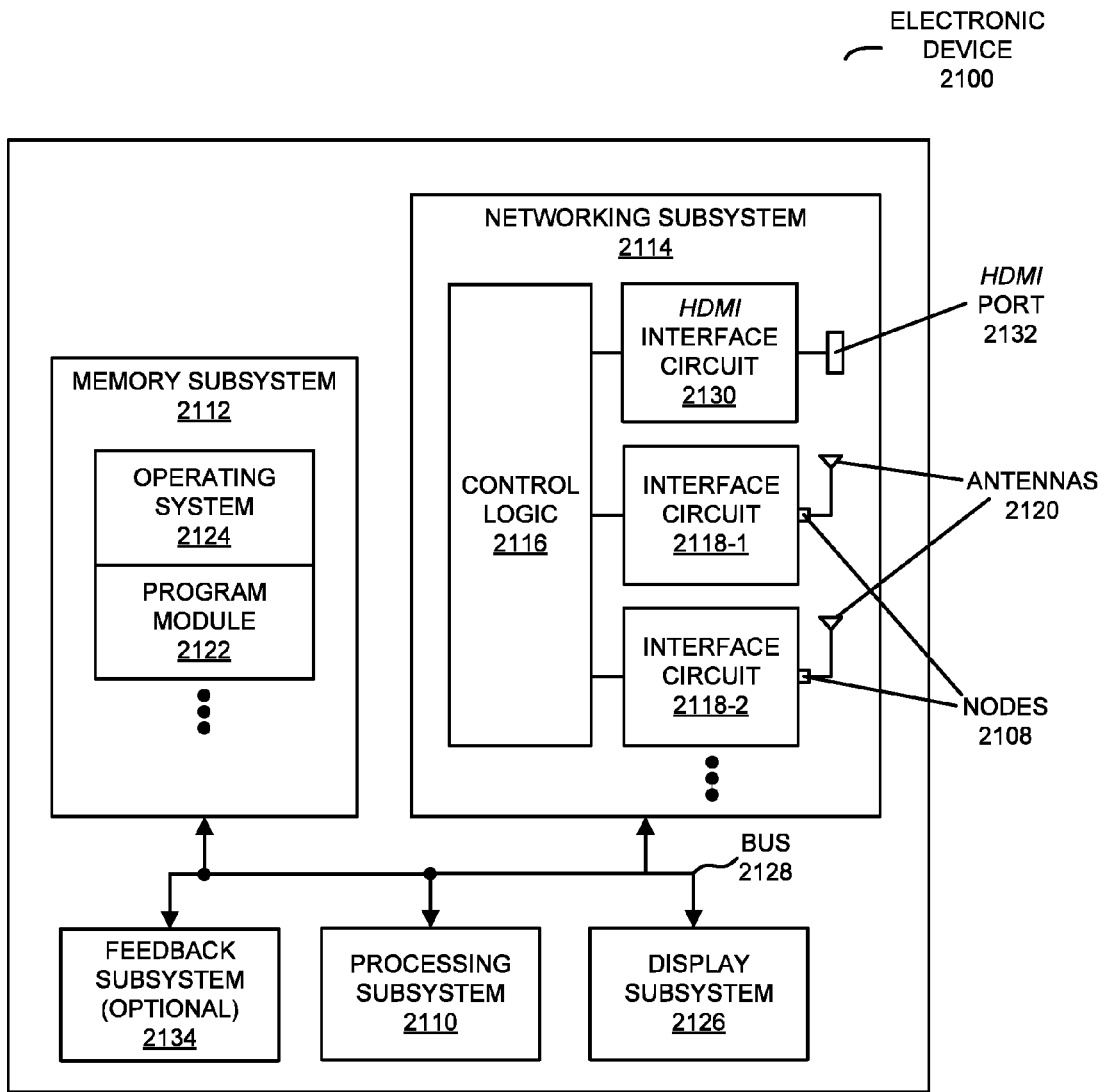 ELECTRONIC
DEVICE
2100
NETWORKING SUBSYSTEM
2114
HDMI
INTERFACE
CIRCUIT
2130
HDMI
PORT
2132
MEMORY SUBSYSTEM
2112
OPERATING
SYSTEM
2124
PROGRAM
MODULE
2122
CONTROL
LOGIC
2116
INTERFACE
CIRCUIT
2118-1
ANTENNAS
2120
INTERFACE
CIRCUIT
2118-2
NODES
2108
BUS
2128
FEEDBACK
SUBSYSTEM
(OPTIONAL)
2134
PROCESSING
SUBSYSTEM
2110
DISPLAY
SUBSYSTEM
2126